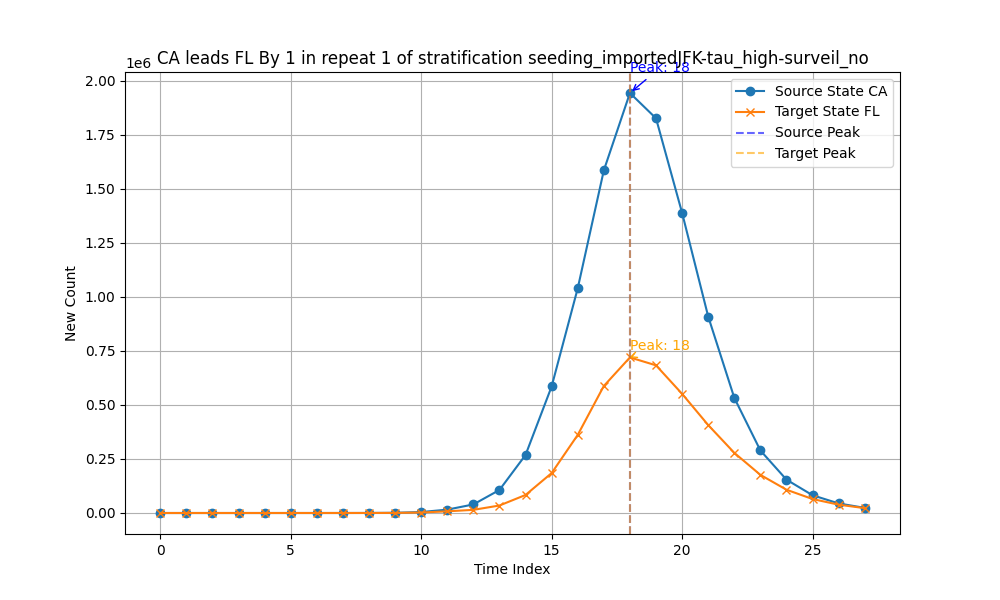 CA leads FL By 1 in repeat 1 of stratification seeding_importedJFK-tau_high-surveil_no
1e6
Peak: 18
2.00
1.75
1.50
1.25
1.00
0.75
0.50
0.25
0.00
New Count
Source State CA
Target State FL
Source Peak
Target Peak
Peak: 18
0
5
10
15
20
25
Time Index